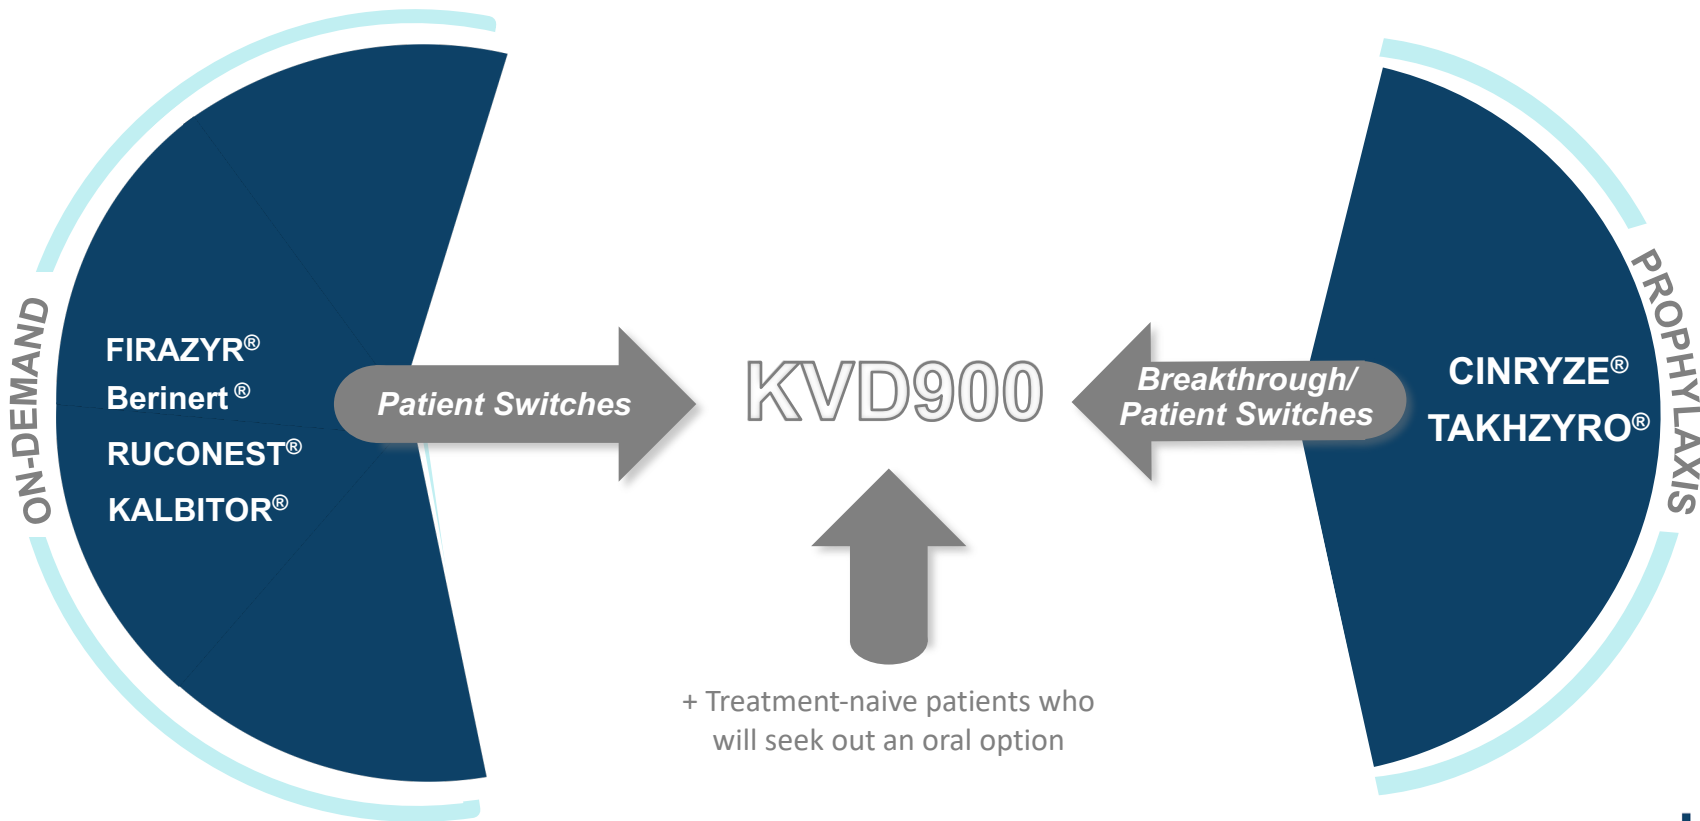 ON-DEMAND
FIRAZYR®
Berinert ®
RUCONEST®
KALBITOR®
Patient Switches
KVD900
Breakthrough/
Patient Switches
CINRYZE®
TAKHZYRO®
PROPHYLAXIS
+ Treatment-naive patients who
will seek out an oral option